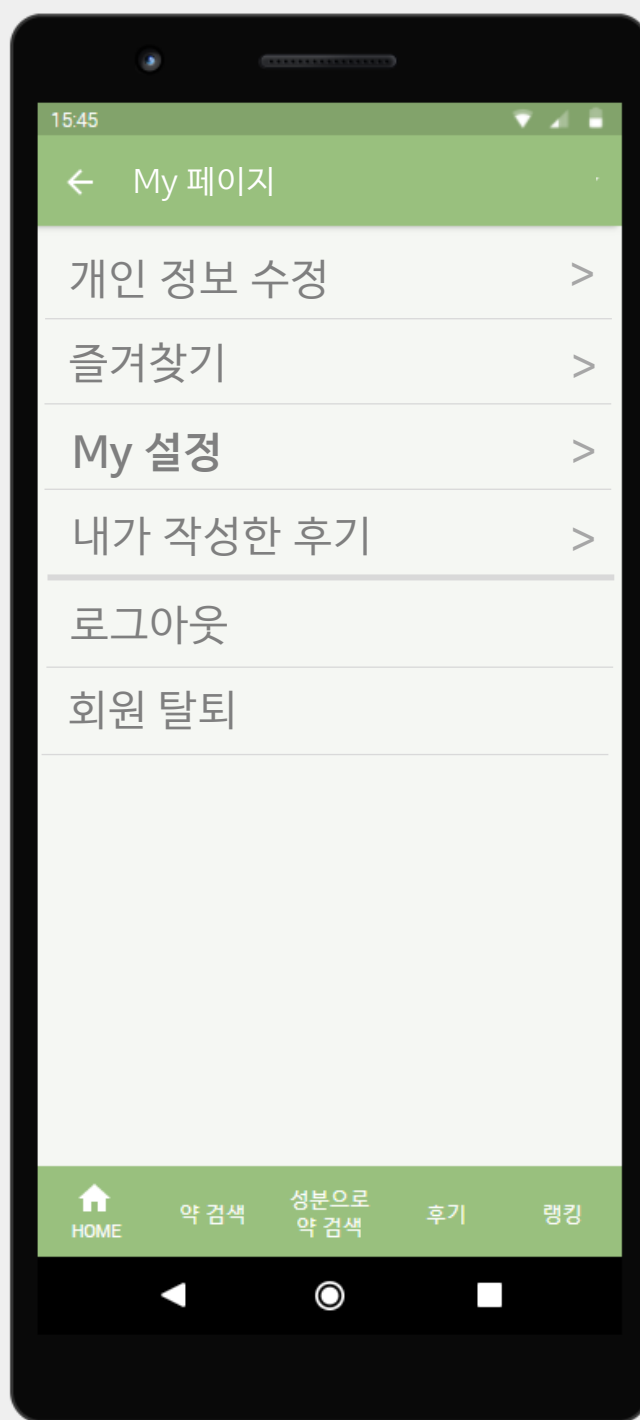 15:45
My 페이지
개인 정보 수정 >
즐겨찾기 >
My 설정 >
내가 작성한 후기 >
로그아웃
회원 탈퇴
HOME
약 검색
성분으로
약 검색
후기
랭킹